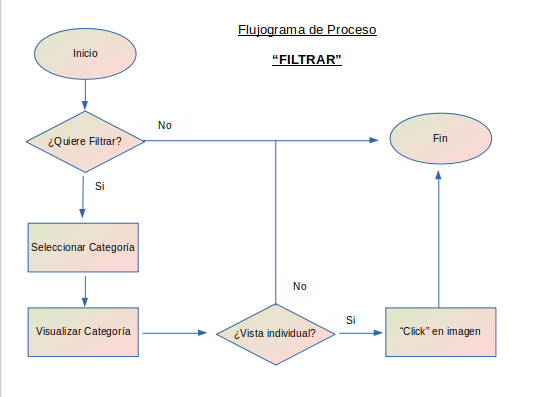 Flujograma de Proceso
“FILTRAR”
Inicio
¿Quiere Filtrar?
No
Fin
Si
Seleccionar Categoría
Visualizar Categoría
¿Vista individual?
No
Si
“Click” en imagen